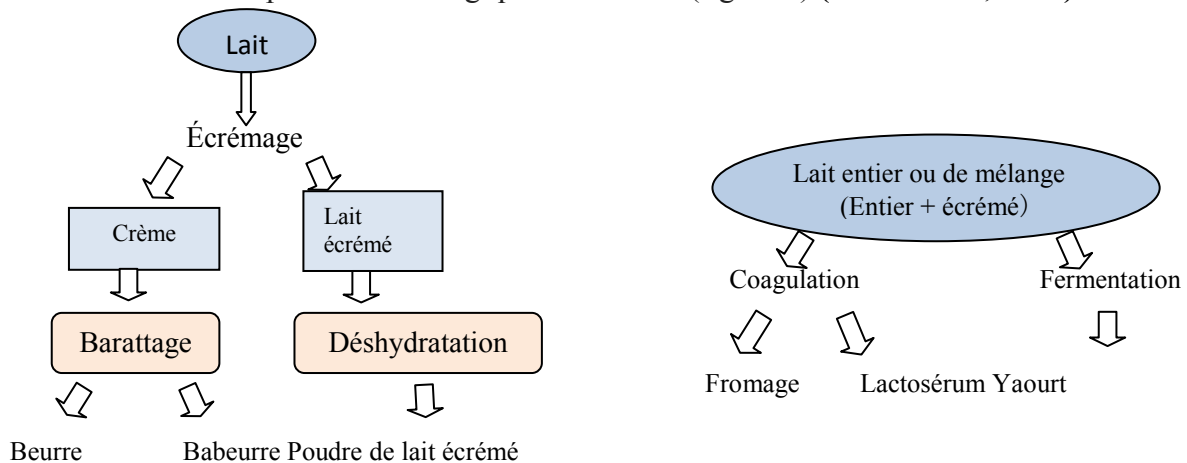 Lait
Écrémage
Crème
Lait
écrémé
Barattage
Déshydratation
Beurre
Babeurre Poudre de lait écrémé
Lait entier ou de mélange
(Entier + écrémé)
Coagulation
Fermentation
Fromage
Lactosérum Yaourt